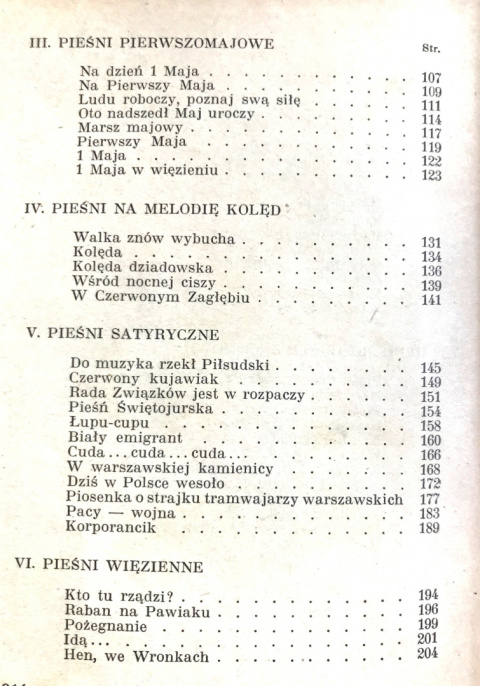 III. PIEŚNI PIERWSZOMAJOWE
Str.
Na dzień 1 Maja . . . . . . . . . . . 107
Na Pierwszy Maja . . . . . . . . . . 109
Ludu roboczy, poznaj swą siłę . . . . . . 111
Oto nadszedł Maj uroczy . . . . . . . . 114
Marsz majowy . . . . . . . . . . . . 117
Pierwszy Maja . . . . . . . . . . . 119
1 Maja . . . . . . . . . . . . . . 122
1 Maja w więzieniu . . . . . . . . . . 123
IV. PIEŚNI NA MELODIĘ KOLĘD
Walka znów wybucha . . . . . . . . . 131
Kolęda . . . . . . . . . . . . . . 134
Kolęda dziadowska . . . . . . . . . . 136
Wśród nocnej ciszy . . . . . . . . . . 139
W Czerwonym Zagłębiu . . . . . . . . 141
V. PIEŚNI SATYRYCZNE
Do muzyka rzekł Piłsudski . . . . . . . . 145
Czerwony kujawiak . . . . . . . . . . 149
Rada Związków jest w rozpaczy . . . . . . 151
Pieśń Świętojurska . . . . . . . . . . 154
Łupu-cupu . . . . . . . . . . . . . 158
Biały emigrant . . . . . . . . . . . 160
Cuda... cuda... cuda... . . . . . . . . . 166
W warszawskiej kamienicy . . . . . . . . 168
Dziś w Polsce wesoło . . . . . . . . . 172
Piosenka o strajku tramwajarzy warszawskich 177
Pacy — wojna . . . . . . . . . . . . 183
Korporancik . . . . . . . . . . . . 189
VI. PIEŚNI WIĘZIENNE
Kto tu rządzi? . . . . . . . . . . . 194
Raban na Pawiaku . . . . . . . . . . 196
Pożegnanie . . . . . . . . . . . . 199
Idą... . . . . . . . . . . . . . . 201
Hen, we Wronkach . . . . . . . . . . 204